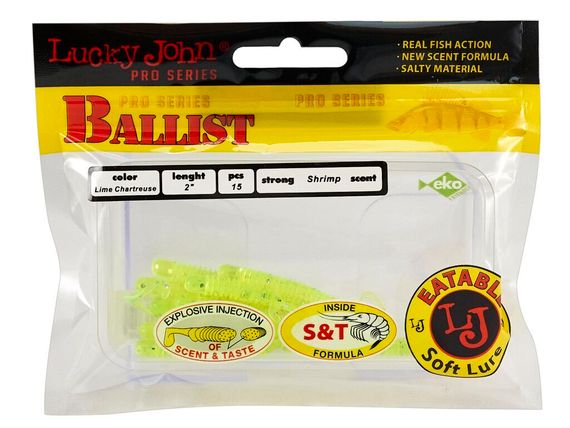 Lucky John®
PRO SERIES
• REAL FISH ACTION
• NEW SCENT FORMULA
• SALTY MATERIAL
PRO SERIES PRO SERIES
BALLIST
color lenght pcs strong Shrimp scent
Lime Chartreuse 2" 15
eko
EXPLOSIVE INJECTION
OF
SCENT & TASTE
INSIDE
S&T
FORMULA
EATABLE
LJ
LJ
Soft Lure